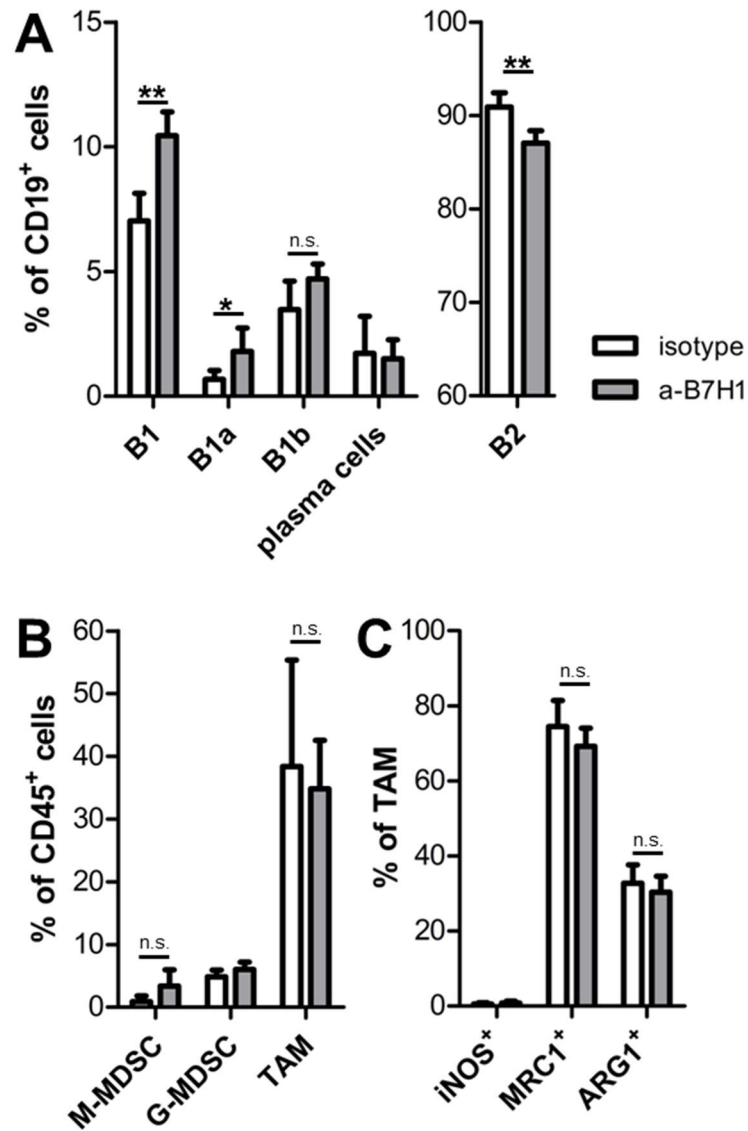 A
% of CD19+ cells
15
10
5
0
**
*
n.s.
B1
B1a
B1b
plasma cells
100
90
80
70
60
**
B2
isotype
a-B7H1
B
% of CD45+ cells
60
50
40
30
20
10
0
n.s.
n.s.
M-MDSC
G-MDSC
TAM
C
% of TAM
100
80
60
40
20
0
n.s.
n.s.
iNOS+
MRC1+
ARG1+